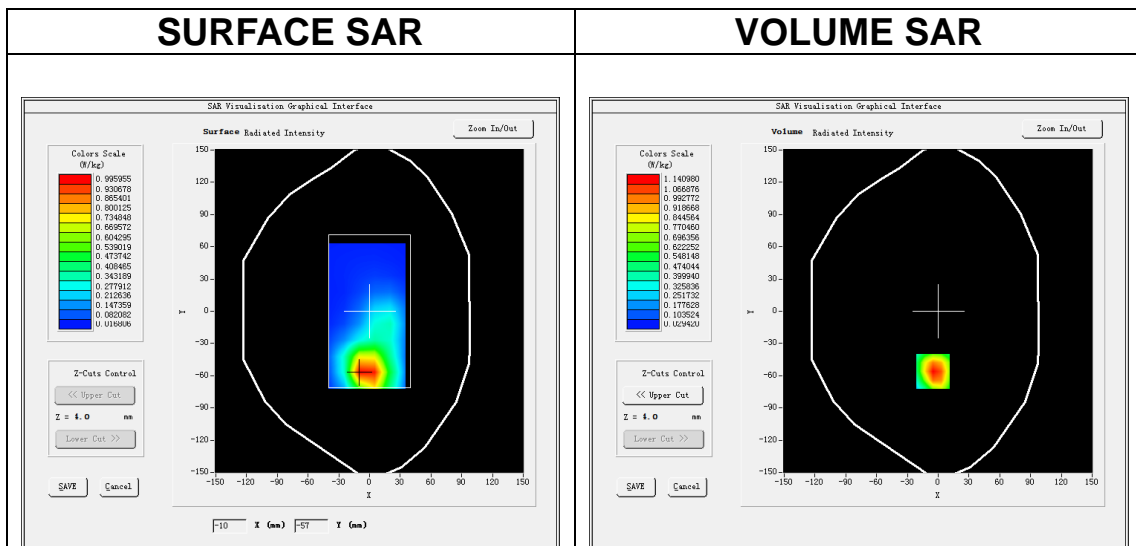 SURFACE SAR
VOLUME SAR
SAR Visualisation Graphical Interface
Surface Radiated Intensity
Zoom In/Out
Colors Scale
(W/kg)
0.995955
0.930678
0.865401
0.800125
0.734848
0.669572
0.604295
0.539019
0.473742
0.408465
0.343189
0.277912
0.212636
0.147359
0.082082
0.016806
Z-Cuts Control
<< Upper Cut
Z = 4.0 mm
Lower Cut >>
SAVE
Cancel
150
120
90
60
30
0
-30
-60
-90
-120
-150
Y
-150 -120 -90 -60 -30 0 30 60 90 120 150
X
-10 X (mm) -57 Y (mm)
SAR Visualisation Graphical Interface
Volume Radiated Intensity
Zoom In/Out
Colors Scale
(W/kg)
1.140980
1.066876
0.992772
0.918668
0.844564
0.770460
0.696356
0.622252
0.548148
0.474044
0.399940
0.325836
0.251732
0.177628
0.103524
0.029420
Z-Cuts Control
<< Upper Cut
Z = 4.0 mm
Lower Cut >>
SAVE
Cancel
150
120
90
60
30
0
-30
-60
-90
-120
-150
Y
-150 -120 -90 -60 -30 0 30 60 90 120 150
X